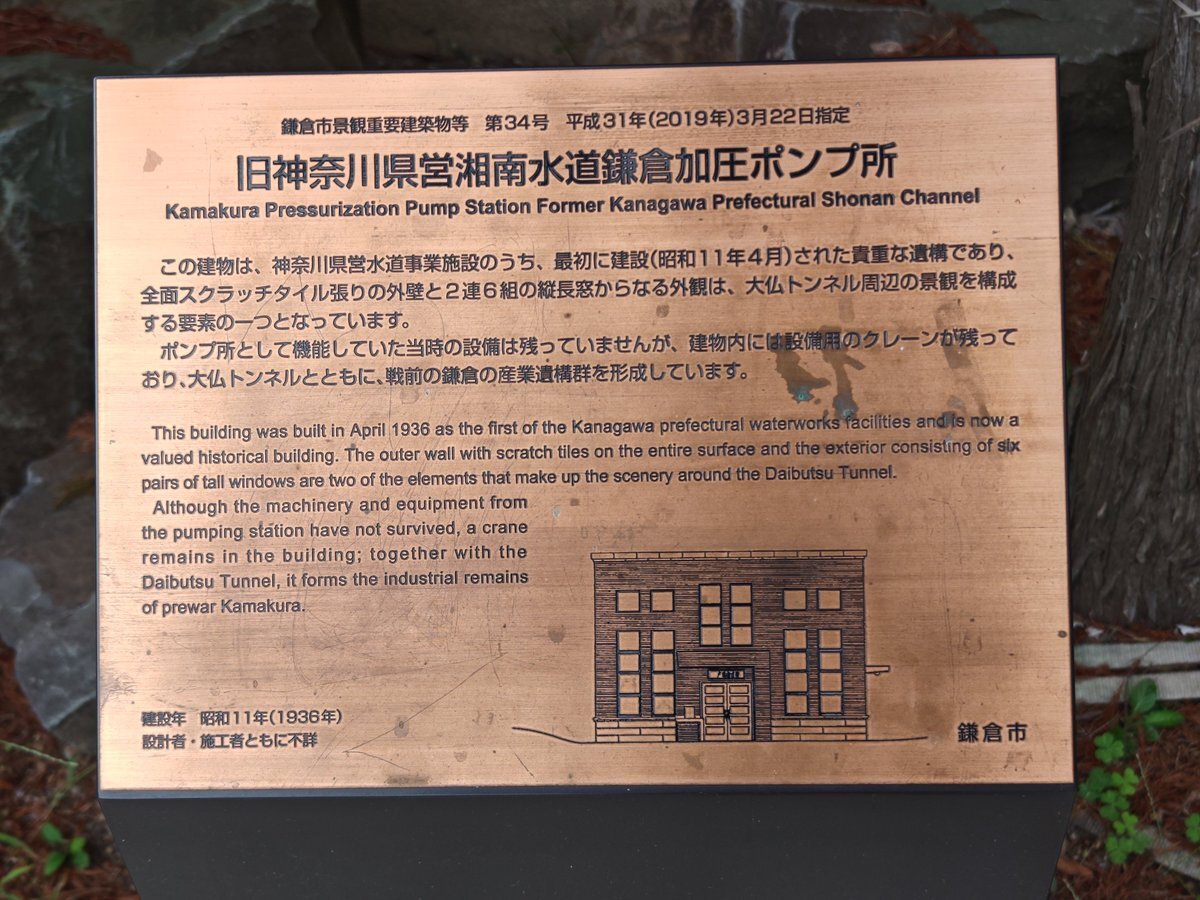 鎌倉市景観重要建築物等 第34号 平成31年(2019年)3月22日指定
旧神奈川県営湘南水道鎌倉加圧ポンプ所
Kamakura Pressurization Pump Station Former Kanagawa Prefectural Shonan Channel
この建物は、神奈川県営水道事業施設のうち、最初に建設(昭和11年4月)された貴重な遺構であり、
全面スクラッチタイル張りの外壁と2連6組の縦長窓からなる外観は、大仏トンネル周辺の景観を構成
する要素の一つとなっています。
ポンプ所として機能していた当時の設備は残っていませんが、建物内には設備用のクレーンが残って
おり、大仏トンネルとともに、戦前の鎌倉の産業遺構群を形成しています。
This building was built in April 1936 as the first of the Kanagawa prefectural waterworks facilities and is now a
valued historical building. The outer wall with scratch tiles on the entire surface and the exterior consisting of six
pairs of tall windows are two of the elements that make up the scenery around the Daibutsu Tunnel.
Although the machinery and equipment from
the pumping station have not survived, a crane
remains in the building; together with the
Daibutsu Tunnel, it forms the industrial remains
of prewar Kamakura.
建設年 昭和11年(1936年)
設計者・施工者ともに不詳
鎌倉市